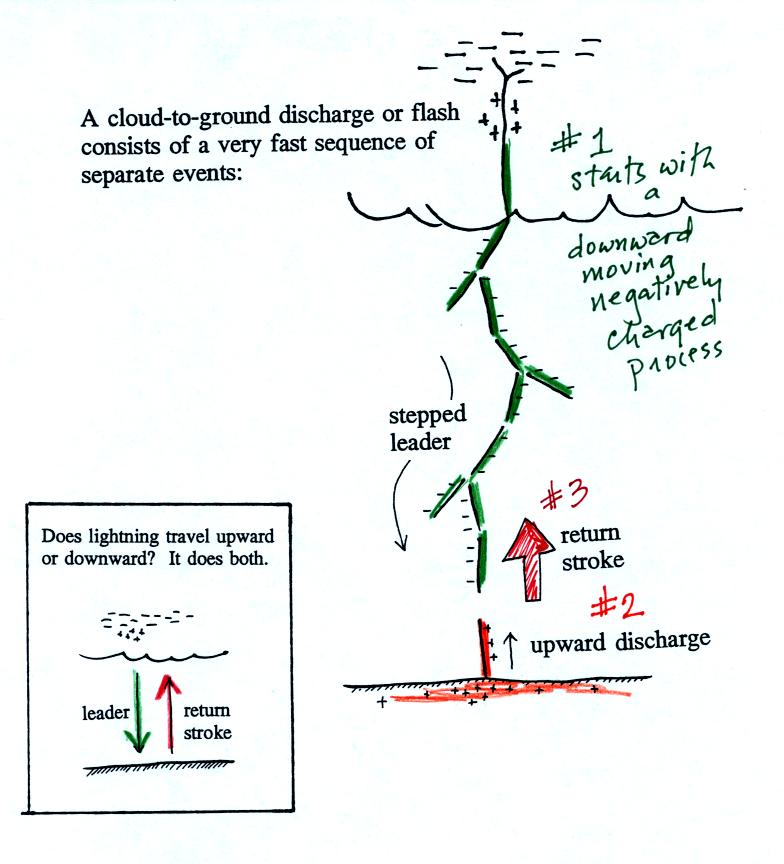 A cloud-to-ground discharge or flash
consists of a very fast sequence of
separate events:
#1
starts with
a
downward
moving
negatively
charged
process
stepped
leader
#3
return
stroke
#2
upward discharge
Does lightning travel upward
or downward? It does both.
leader
return
stroke